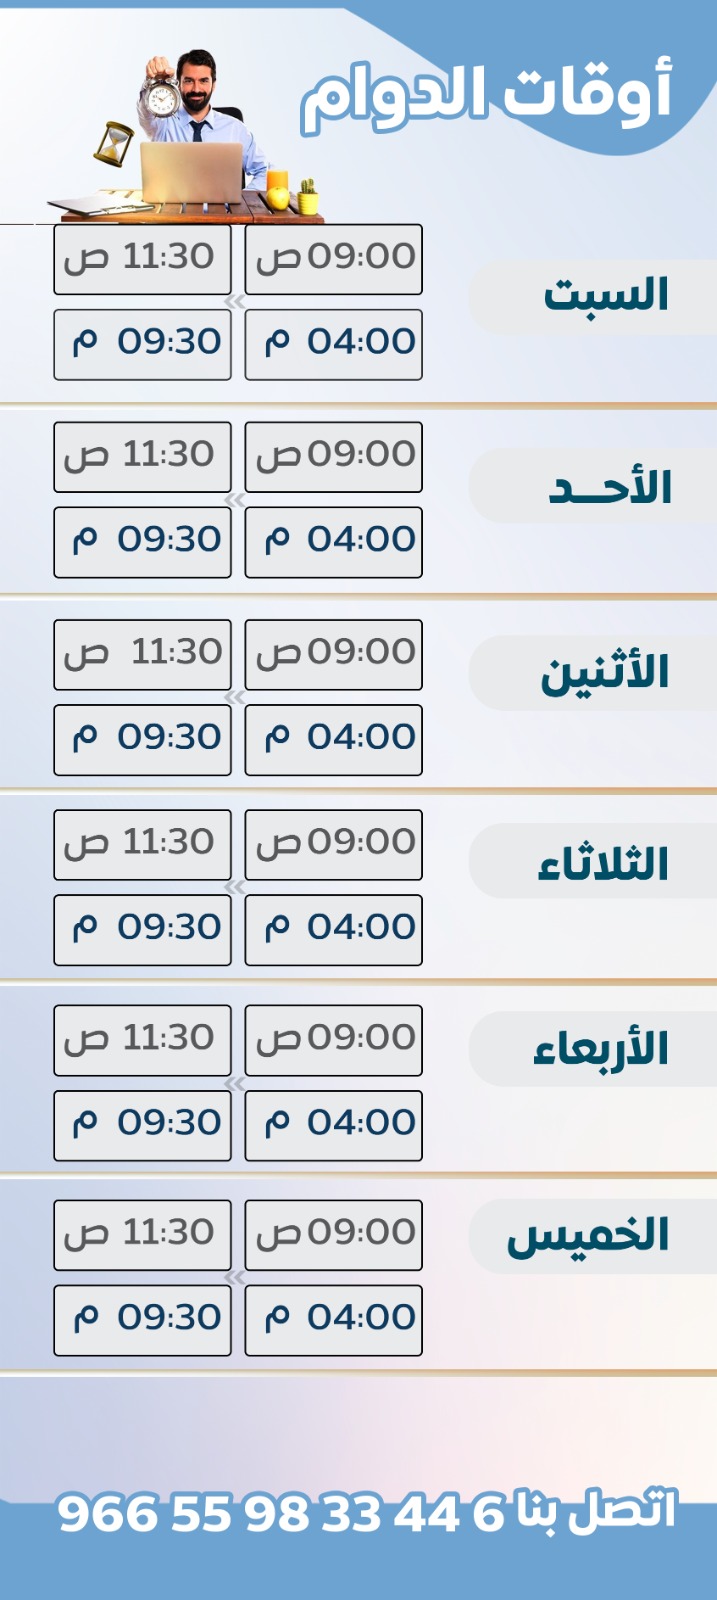 أوقات الدوام
السبت
09:00 ص 11:30 ص
»
04:00 م 09:30 م
الأحــد
09:00 ص 11:30 ص
»
04:00 م 09:30 م
الأثنين
09:00 ص 11:30 ص
»
04:00 م 09:30 م
الثلاثاء
09:00 ص 11:30 ص
»
04:00 م 09:30 م
الأربعاء
09:00 ص 11:30 ص
»
04:00 م 09:30 م
الخميس
09:00 ص 11:30 ص
»
04:00 م 09:30 م
اتصل بنا 966 55 98 33 44 6